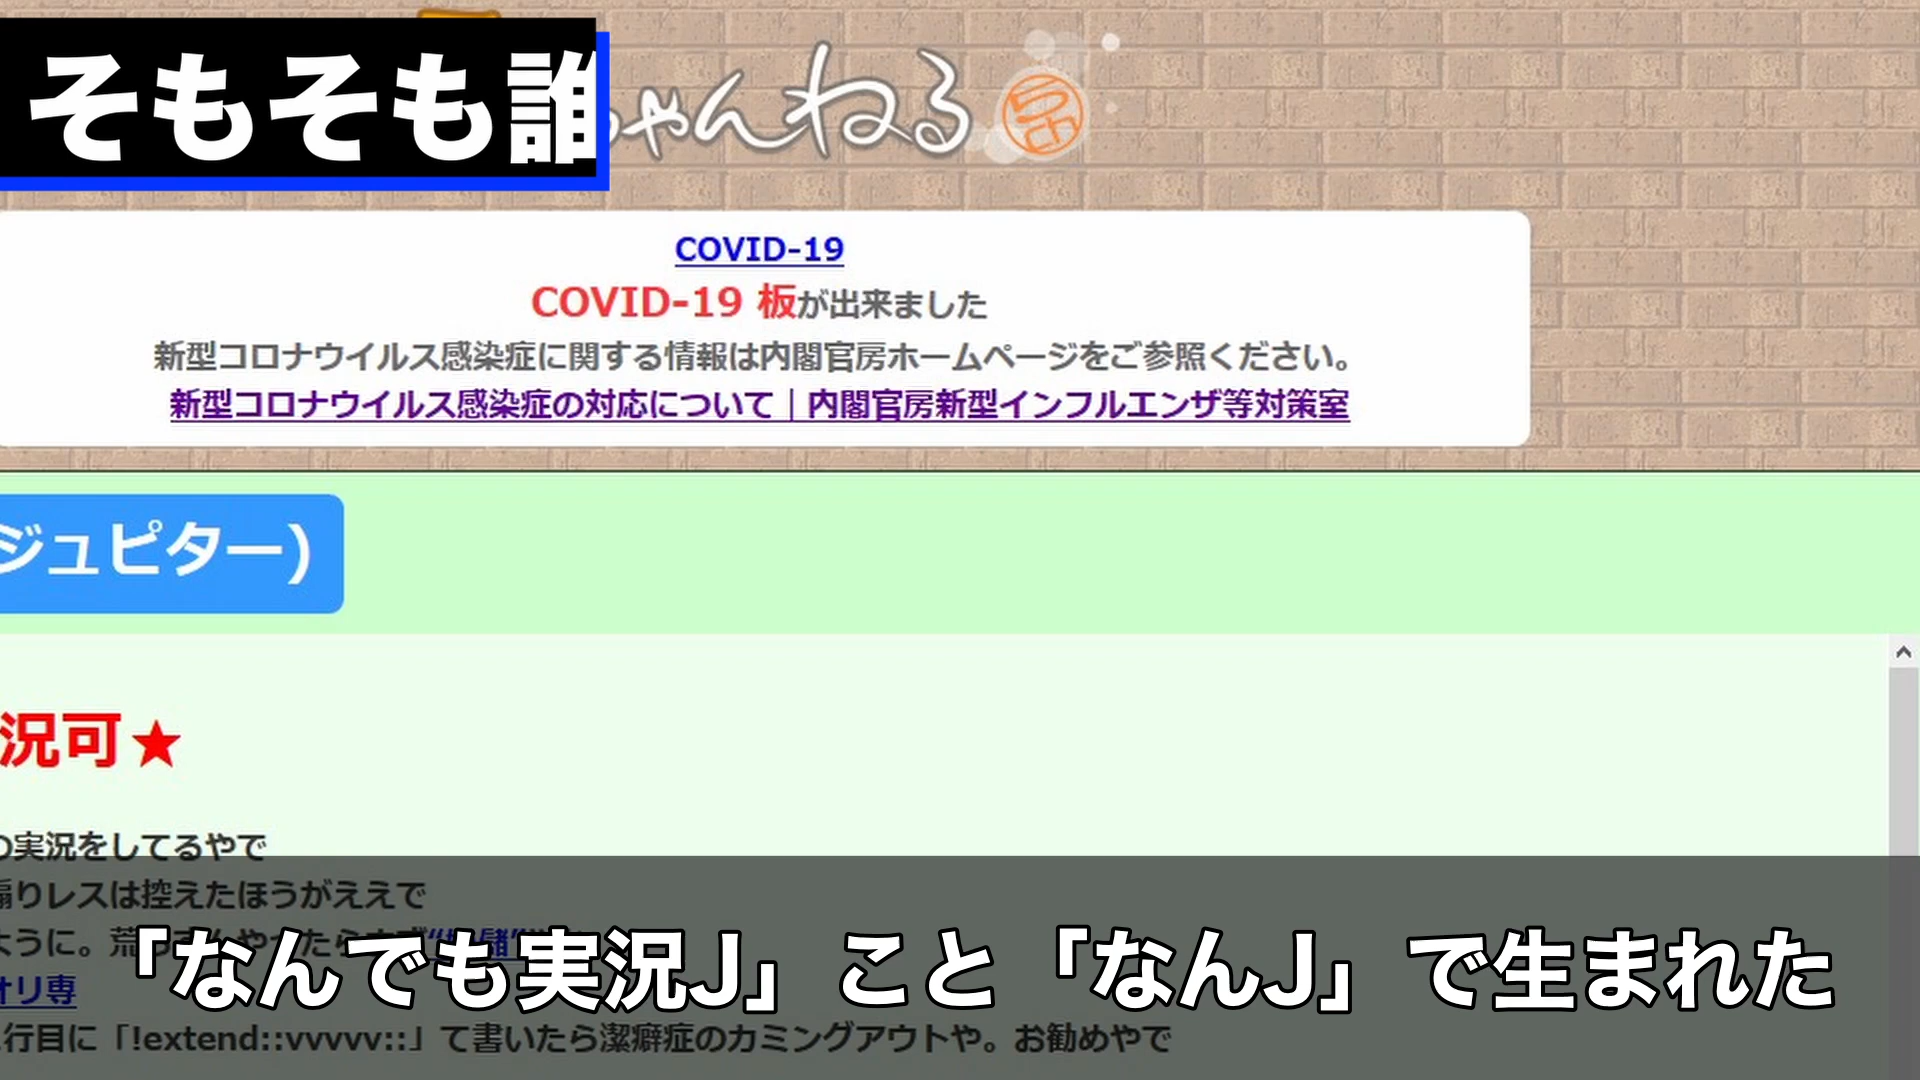 そもそも誰
ちゃんねる
COVID-19
COVID-19 板が出来ました
新型コロナウイルス感染症に関する情報は内閣官房ホームページをご参照ください。
新型コロナウイルス感染症の対応について｜内閣官房新型インフルエンザ等対策室
ジュピター)
況可★
の実況をしてるやで
煽りレスは控えたほうがええで
ように。荒
オリ専
行目に「!extend::vvvvv::」て書いたら潔癖症のカミングアウトや。お勧めやで
「なんでも実況J」こと「なんJ」で生まれた